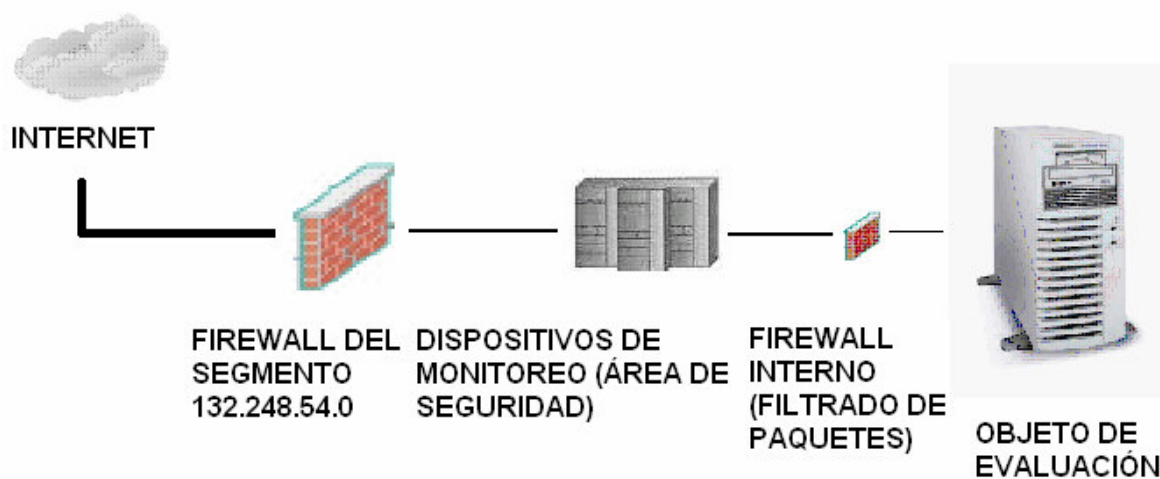 INTERNET
FIREWALL DEL
SEGMENTO
132.248.54.0
DISPOSITIVOS DE
MONITOREO (ÁREA DE
SEGURIDAD)
FIREWALL
INTERNO
(FILTRADO DE
PAQUETES)
OBJETO DE
EVALUACIÓN